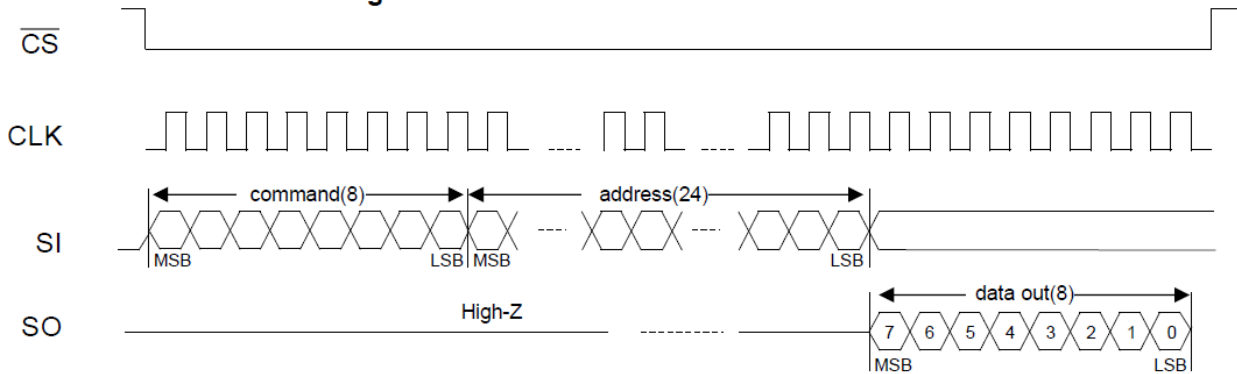 CS
CLK
command(8) address(24)
SI
MSB LSB MSB LSB
data out(8)
High-Z
SO
7 6 5 4 3 2 1 0
MSB LSB